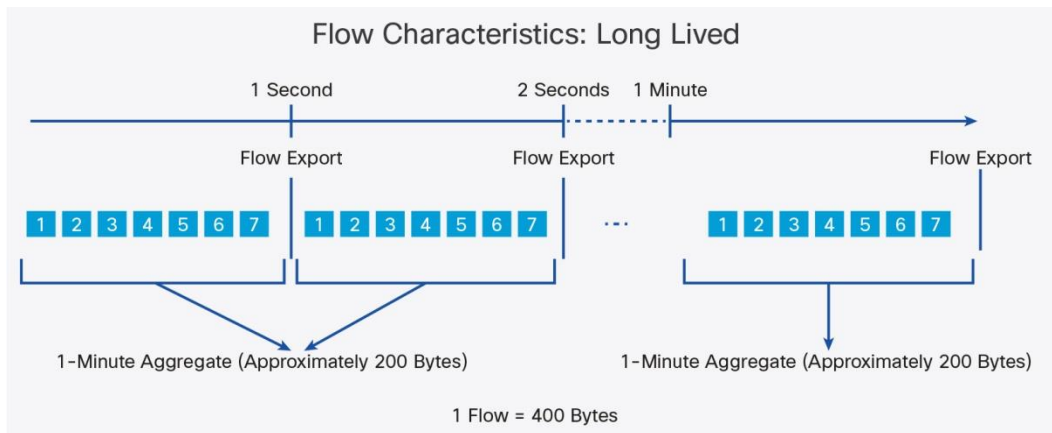 Flow Characteristics: Long Lived
1 Second 2 Seconds 1 Minute
Flow Export Flow Export Flow Export
1 2 3 4 5 6 7 1 2 3 4 5 6 7 ... 1 2 3 4 5 6 7
1-Minute Aggregate (Approximately 200 Bytes) 1-Minute Aggregate (Approximately 200 Bytes)
1 Flow = 400 Bytes